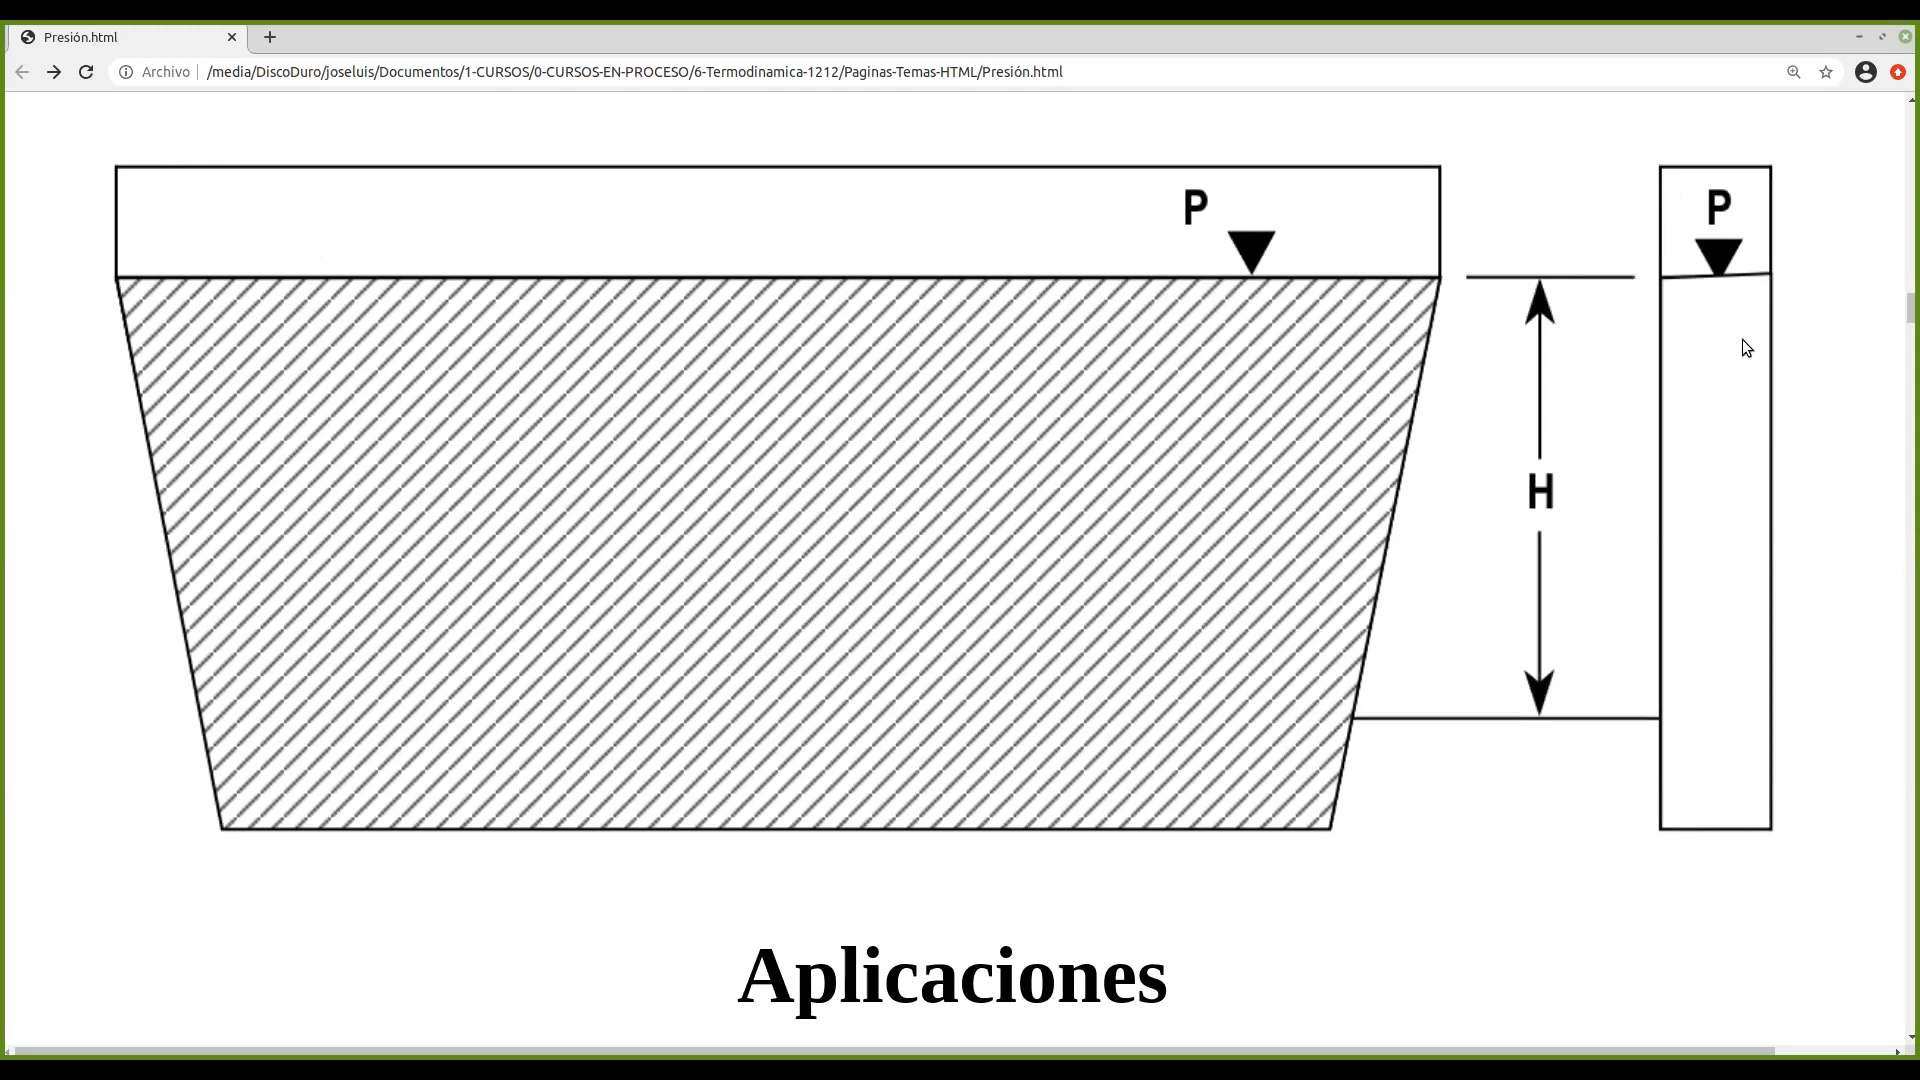 Presión.html
Archivo /media/DiscoDuro/joseluis/Documentos/1-CURSOS/0-CURSOS-EN-PROCESO/6-Termodinamica-1212/Paginas-Temas-HTML/Presión.html
P P
H
Aplicaciones